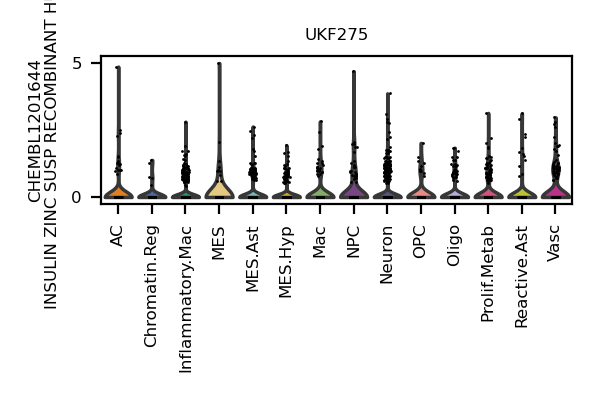 UKF275
CHEMBL1201644
INSULIN ZINC SUSP RECOMBINANT H
5
0
AC
Chromatin.Reg
Inflammatory.Mac
MES
MES.Ast
MES.Hyp
Mac
NPC
Neuron
OPC
Oligo
Prolif.Metab
Reactive.Ast
Vasc